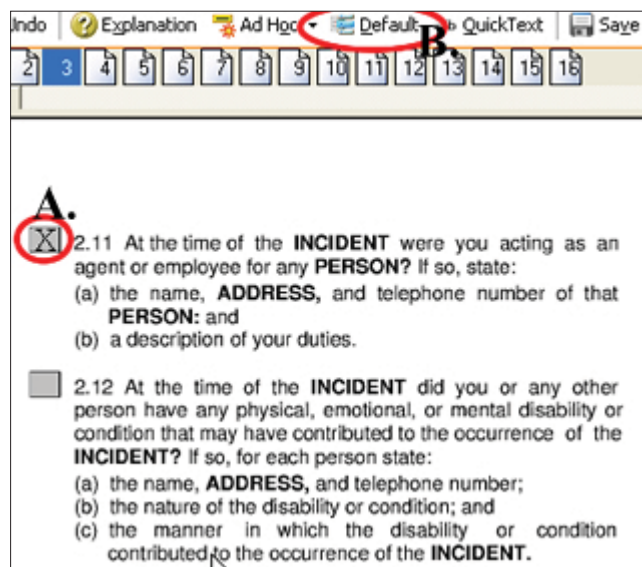 Undo Explanation Ad Hoc Default QuickText Save
B.
2 3 4 5 6 7 8 9 10 11 12 13 14 15 16
A.
X 2.11 At the time of the INCIDENT were you acting as an
agent or employee for any PERSON? If so, state:
(a) the name, ADDRESS, and telephone number of that
PERSON: and
(b) a description of your duties.
2.12 At the time of the INCIDENT did you or any other
person have any physical, emotional, or mental disability or
condition that may have contributed to the occurrence of the
INCIDENT? If so, for each person state:
(a) the name, ADDRESS, and telephone number;
(b) the nature of the disability or condition; and
(c) the manner in which the disability or condition
contributed to the occurrence of the INCIDENT.